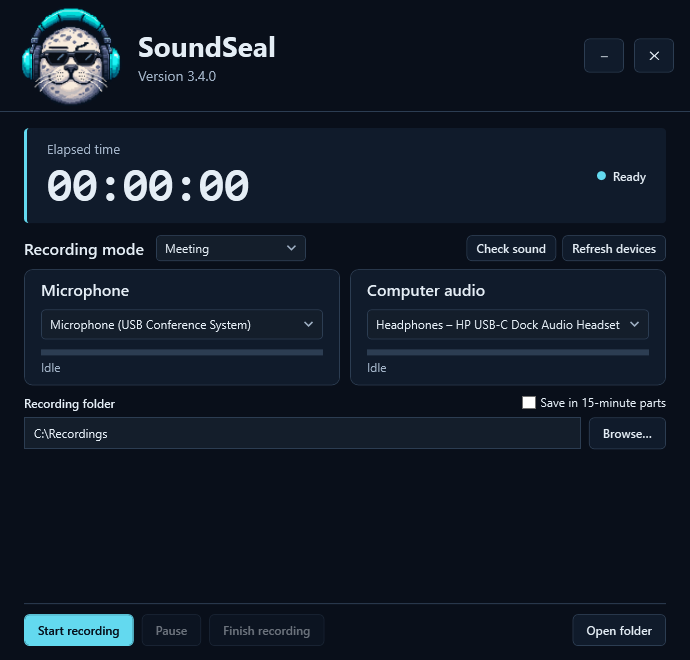 SoundSeal
Version 3.4.0
Elapsed time
00:00:00
Ready
Recording mode
Meeting
Check sound
Refresh devices
Microphone
Microphone (USB Conference System)
Idle
Computer audio
Headphones – HP USB-C Dock Audio Headset
Idle
Recording folder
Save in 15-minute parts
C:\Recordings
Browse...
Start recording
Pause
Finish recording
Open folder